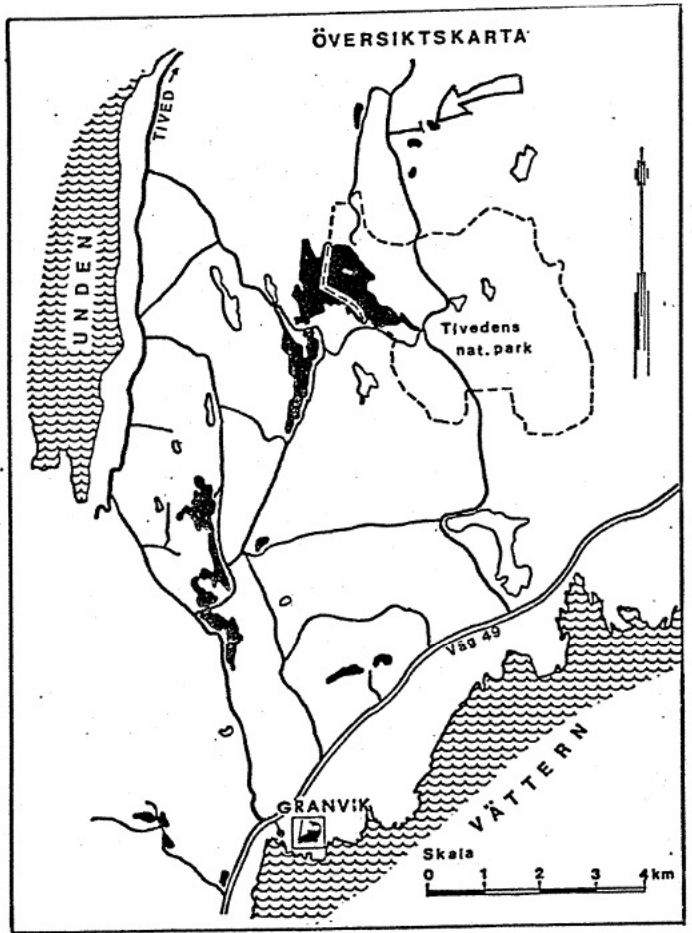 ÖVERSIKTSKARTA
TIVED
UNDEN
Tivedens
nat. park
Väg 49
GRANVIK
VÄTTERN
Skala
0 1 2 3 4 km